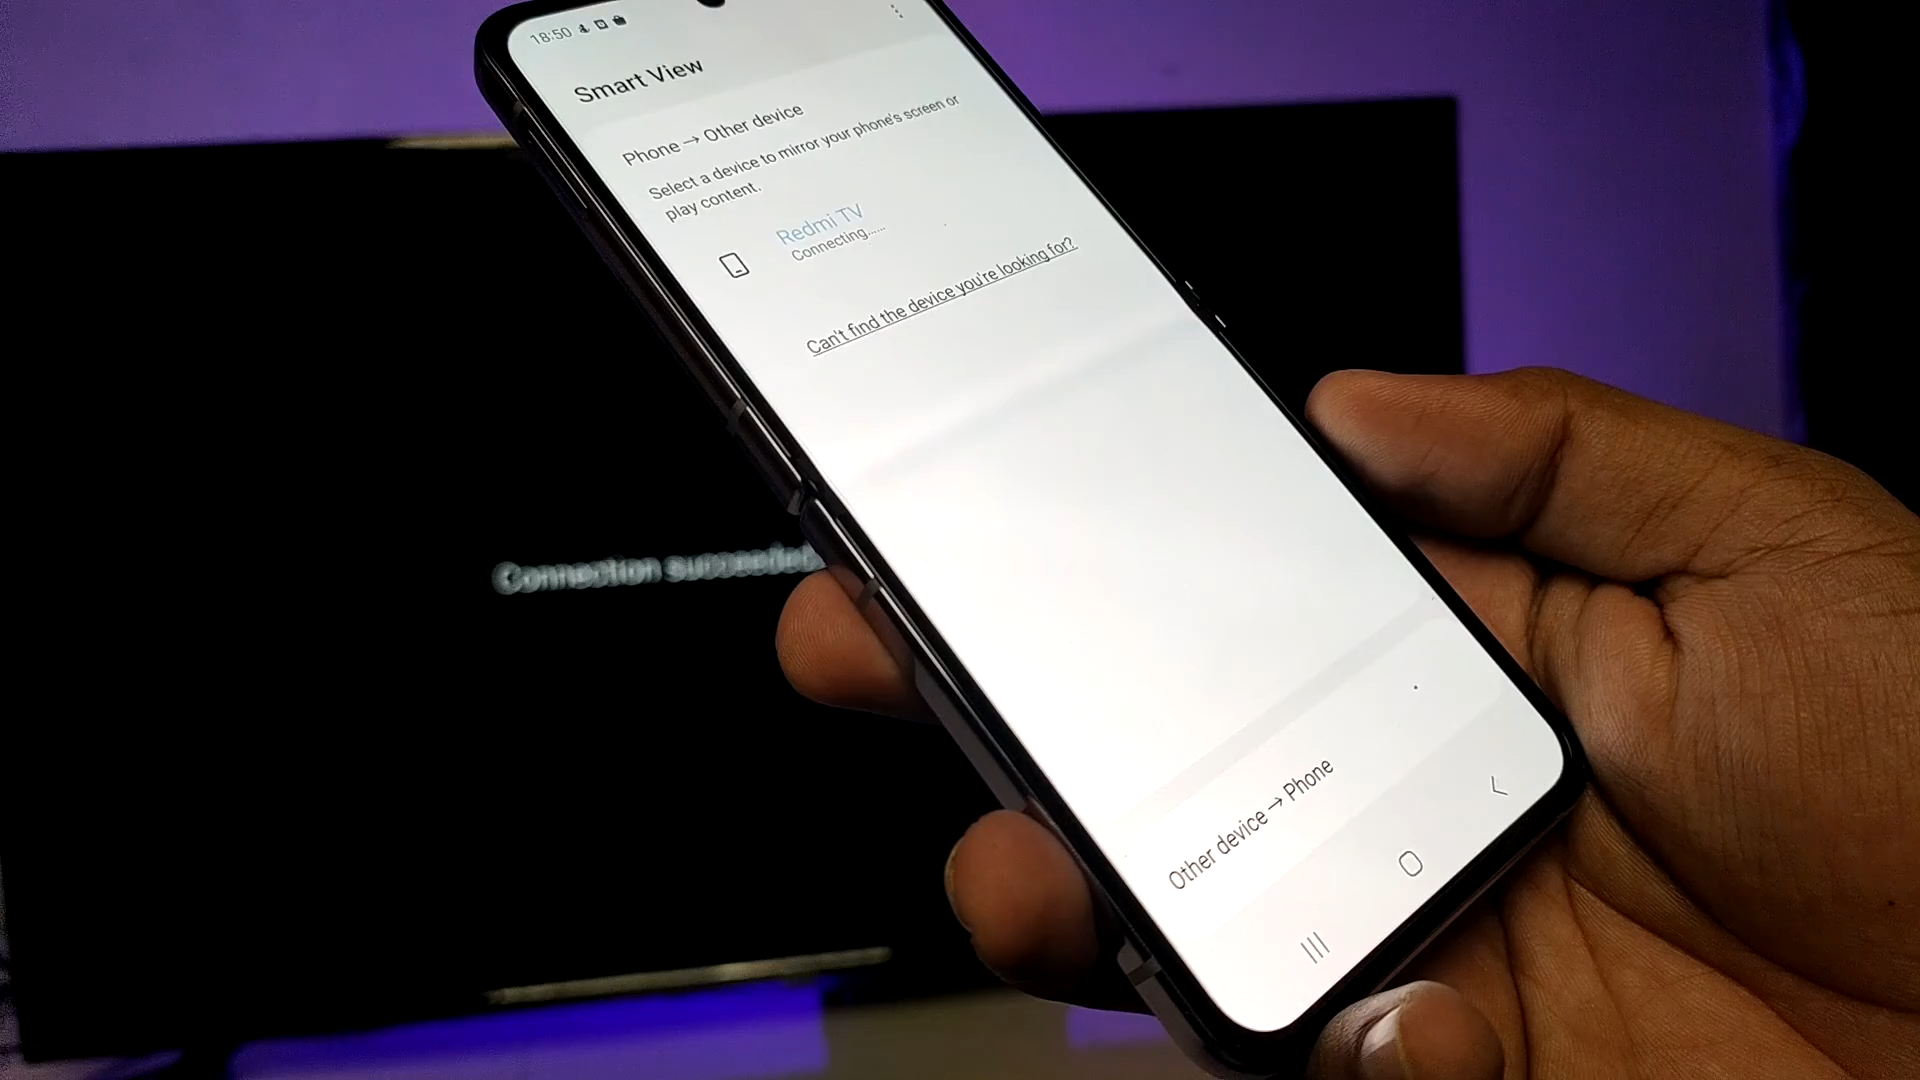 18:50
Smart View
Phone → Other device
Select a device to mirror your phone's screen or
play content.
Redmi TV
Connecting......
Can't find the device you're looking for?
Connection succeeded
Other device → Phone